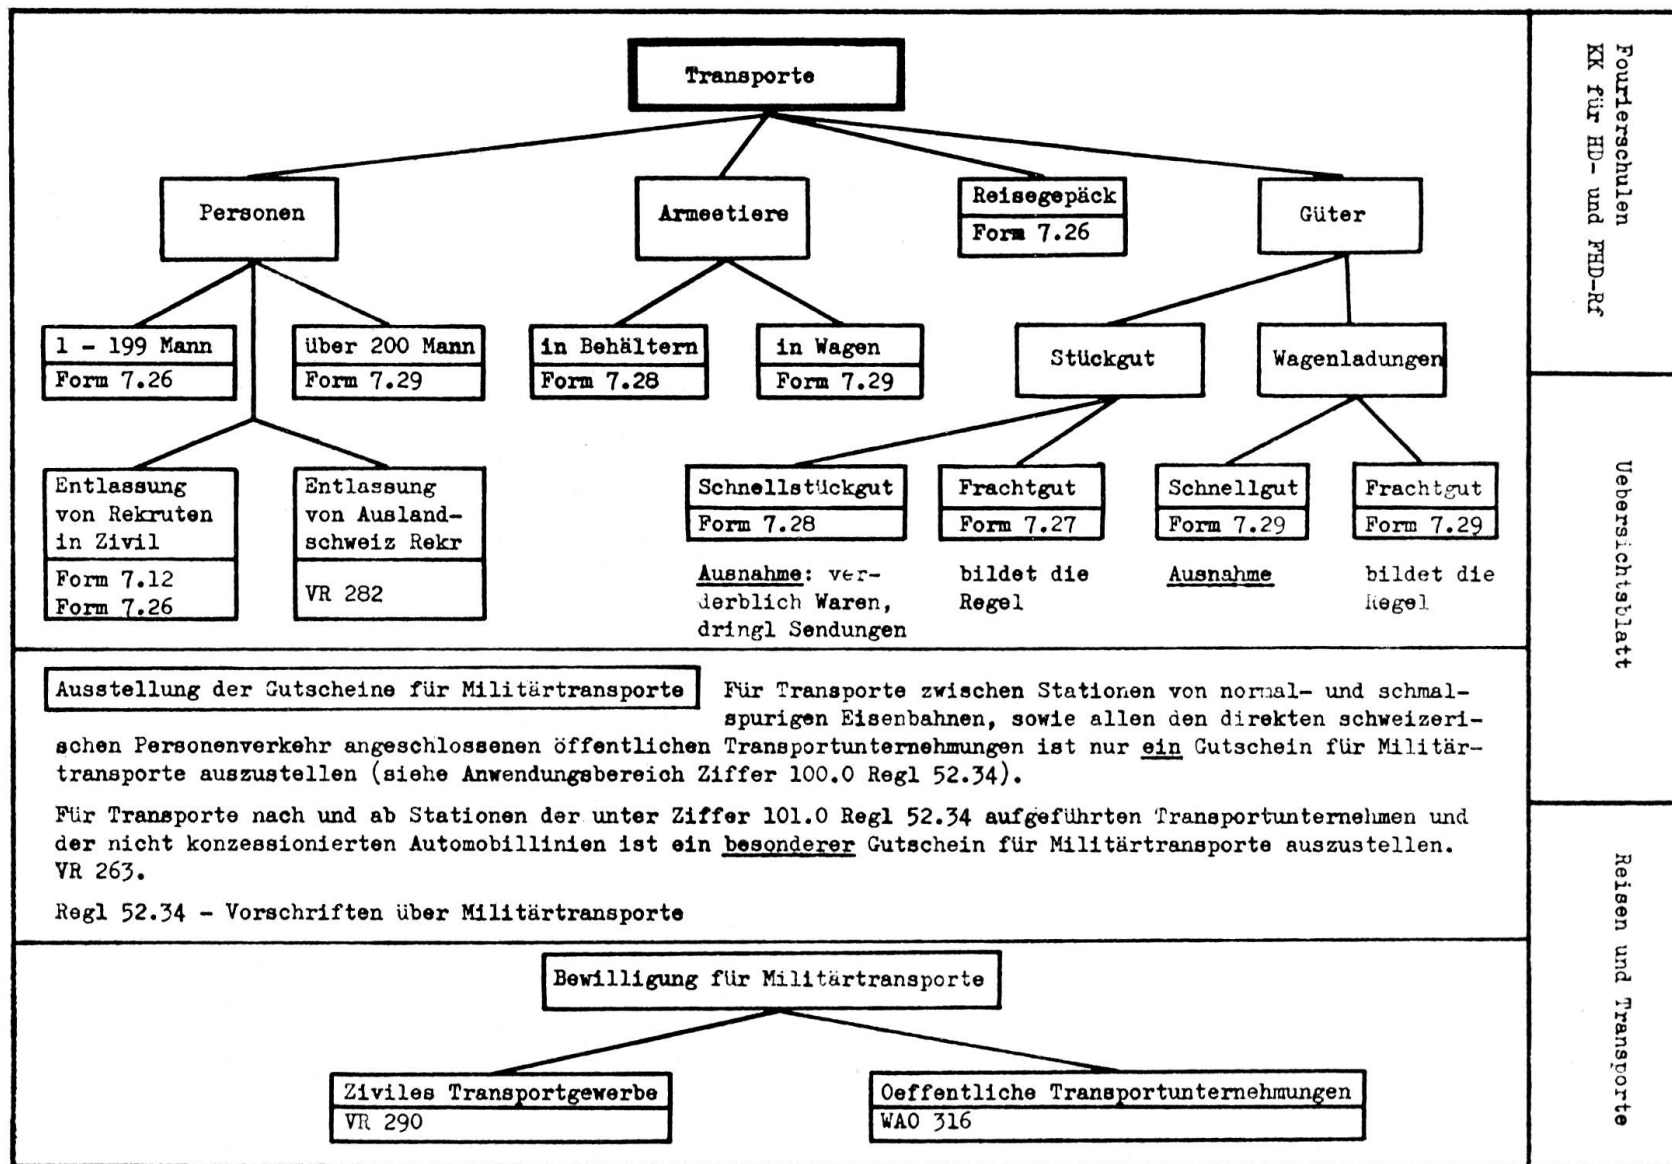 Transporte
Personen
Armeetiere
Reisegepäck
Form 7.26
Güter
1 - 199 Mann
Form 7.26
über 200 Mann
Form 7.29
in Behältern
Form 7.28
in Wagen
Form 7.29
Stückgut
Wagenladungen
Entlassung
von Rekruten
in Zivil
Form 7.12
Form 7.26
Entlassung
von Ausland-
schweiz Rekr
VR 282
Schnellstückgut
Form 7.28
Ausnahme: ver-
derblich Waren,
dringl Sendungen
Frachtgut
Form 7.27
bildet die
Regel
Schnellgut
Form 7.29
Ausnahme
Frachtgut
Form 7.29
bildet die
Regel
Ausstellung der Gutscheine für Militärtransporte Für Transporte zwischen Stationen von normal- und schmal-
spurigen Eisenbahnen, sowie allen den direkten schweizeri-
schen Personenverkehr angeschlossenen öffentlichen Transportunternehmungen ist nur ein Gutschein für Militär-
transporte auszustellen (siehe Anwendungsbereich Ziffer 100.0 Regl 52.34).
Für Transporte nach und ab Stationen der unter Ziffer 101.0 Regl 52.34 aufgeführten Transportunternehmen und
der nicht konzessionierten Automobillinien ist ein besonderer Gutschein für Militärtransporte auszustellen.
VR 263.
Regl 52.34 - Vorschriften über Militärtransporte
Bewilligung für Militärtransporte
Ziviles Transportgewerbe
VR 290
Oeffentliche Transportunternehmungen
WAO 316
Fourierschulen
KK für HD- und FHD-Rf
Uebersichtsblatt
Reisen und Transporte